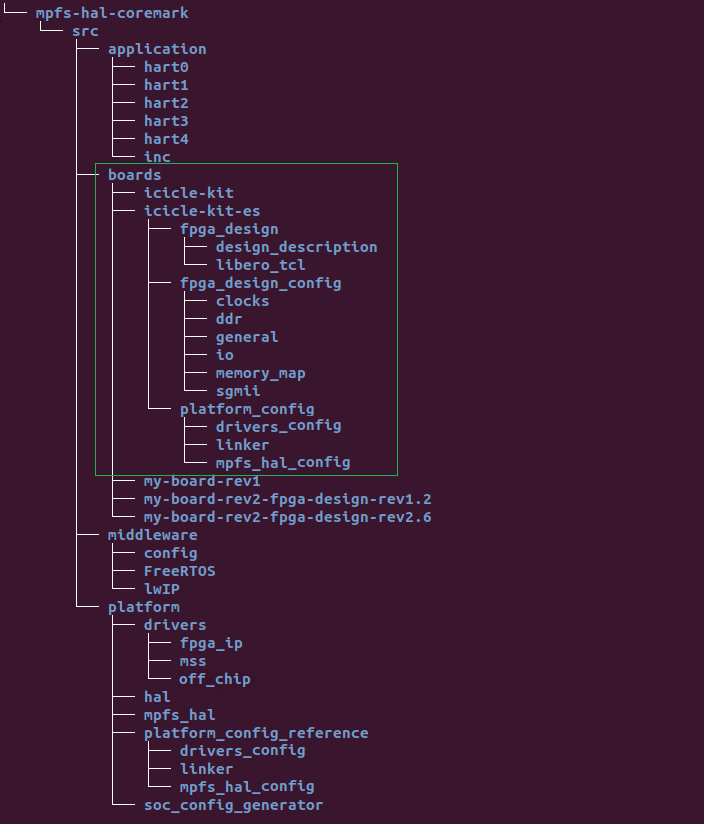 mpfs-hal-coremark
src
application
hart0
hart1
hart2
hart3
hart4
inc
boards
icicle-kit
icicle-kit-es
fpga_design
design_description
libero_tcl
fpga_design_config
clocks
ddr
general
io
memory_map
sgmii
platform_config
drivers_config
linker
mpfs_hal_config
my-board-rev1
my-board-rev2-fpga-design-rev1.2
my-board-rev2-fpga-design-rev2.6
middleware
config
FreeRTOS
lwIP
platform
drivers
fpga_ip
mss
off_chip
hal
mpfs_hal
platform_config_reference
drivers_config
linker
mpfs_hal_config
soc_config_generator